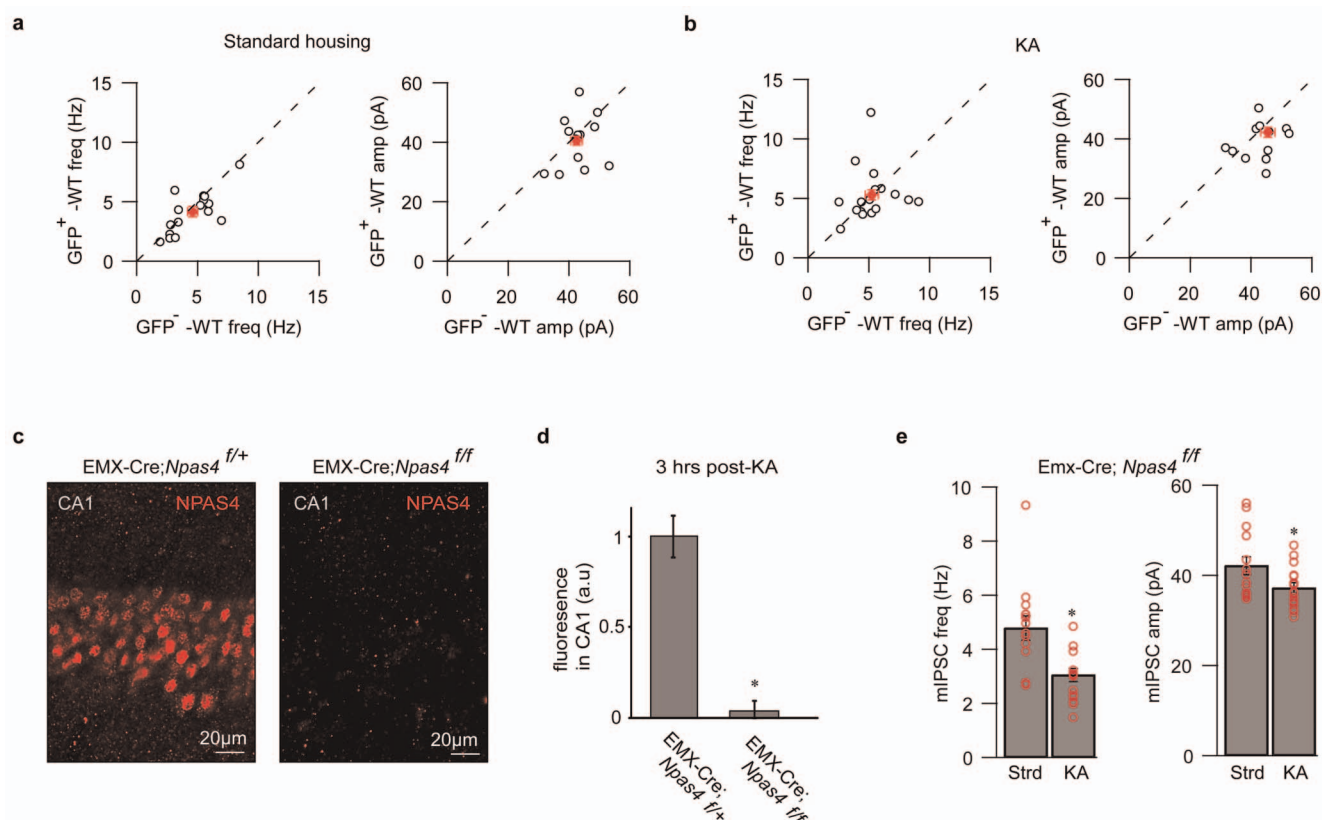 a
Standard housing
15
10
5
0
GFP+ -WT freq (Hz)
0 5 10 15
GFP- -WT freq (Hz)
60
40
20
0
GFP+ -WT amp (pA)
0 20 40 60
GFP- -WT amp (pA)
b
KA
15
10
5
0
GFP+ -WT freq (Hz)
0 5 10 15
GFP- -WT freq (Hz)
60
40
20
0
GFP+ -WT amp (pA)
0 20 40 60
GFP- -WT amp (pA)
c
EMX-Cre;Npas4 f/+
CA1 NPAS4
20μm
EMX-Cre;Npas4 f/f
CA1 NPAS4
20μm
d
3 hrs post-KA
fluoresence
in CA1 (a.u)
1
0.5
0
*
EMX-Cre;
Npas4 f/+
EMX-Cre;
Npas4 f/f
e
Emx-Cre; Npas4 f/f
mIPSC freq (Hz)
10
8
6
4
2
0
*
Strd KA
mIPSC amp (pA)
60
40
20
0
*
Strd KA